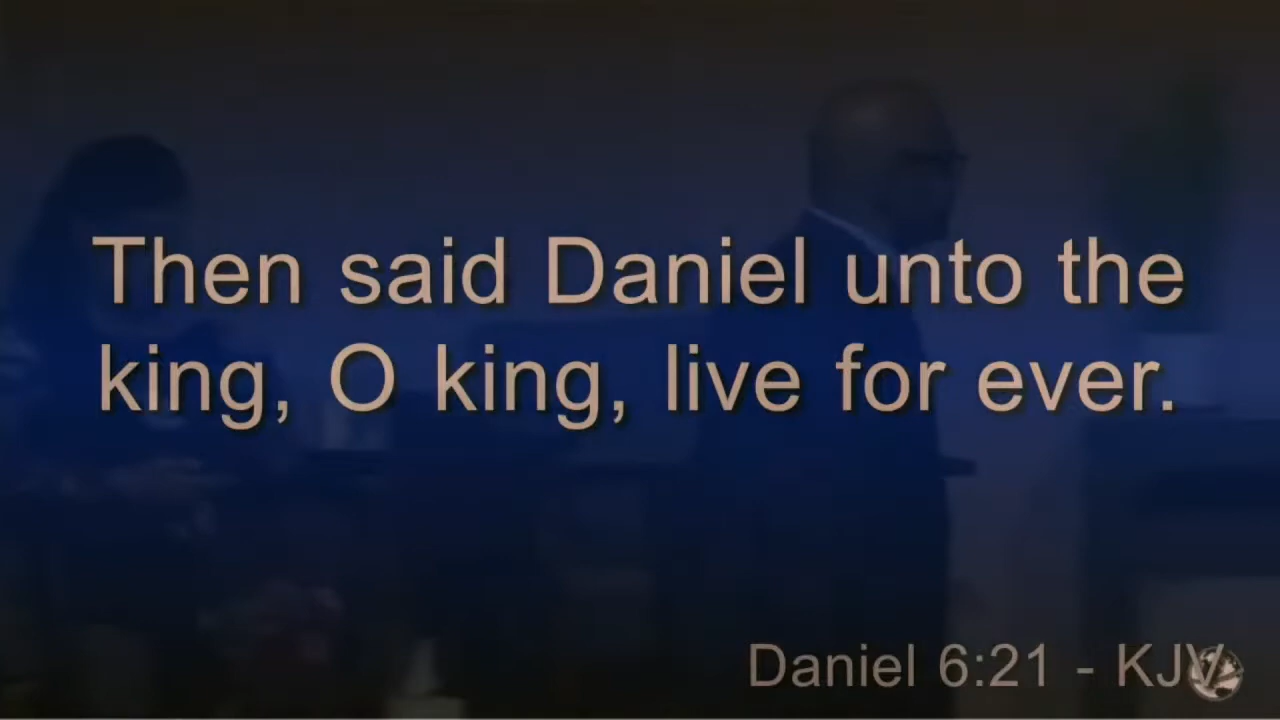 Then said Daniel unto the
king, O king, live for ever.
Daniel 6:21 - KJV